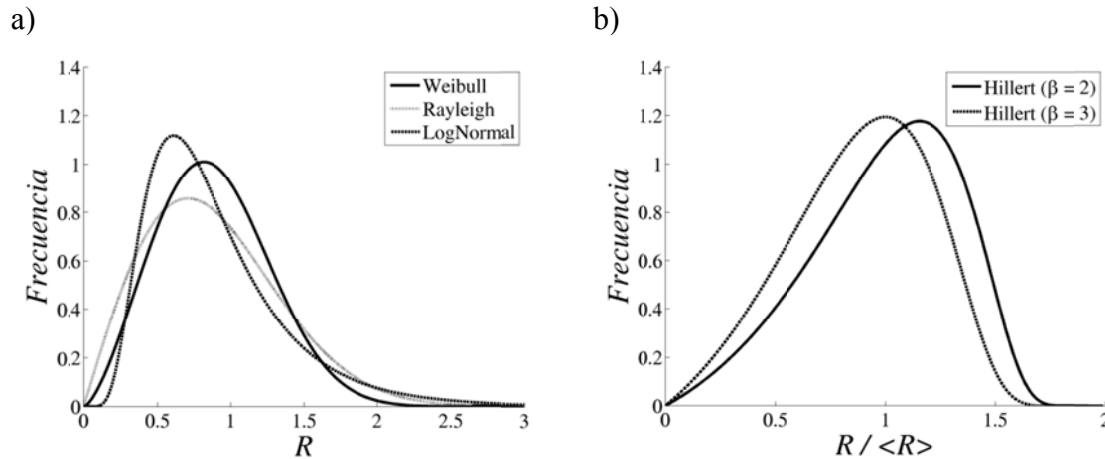 a)
1.4
1.2
1
0.8
0.6
0.4
0.2
0
Frecuencia
Weibull
Rayleigh
LogNormal
0 0.5 1 1.5 2 2.5 3
R
b)
1.4
1.2
1
0.8
0.6
0.4
0.2
0
Frecuencia
Hillert (β = 2)
Hillert (β = 3)
0 0.5 1 1.5 2
R / <R>